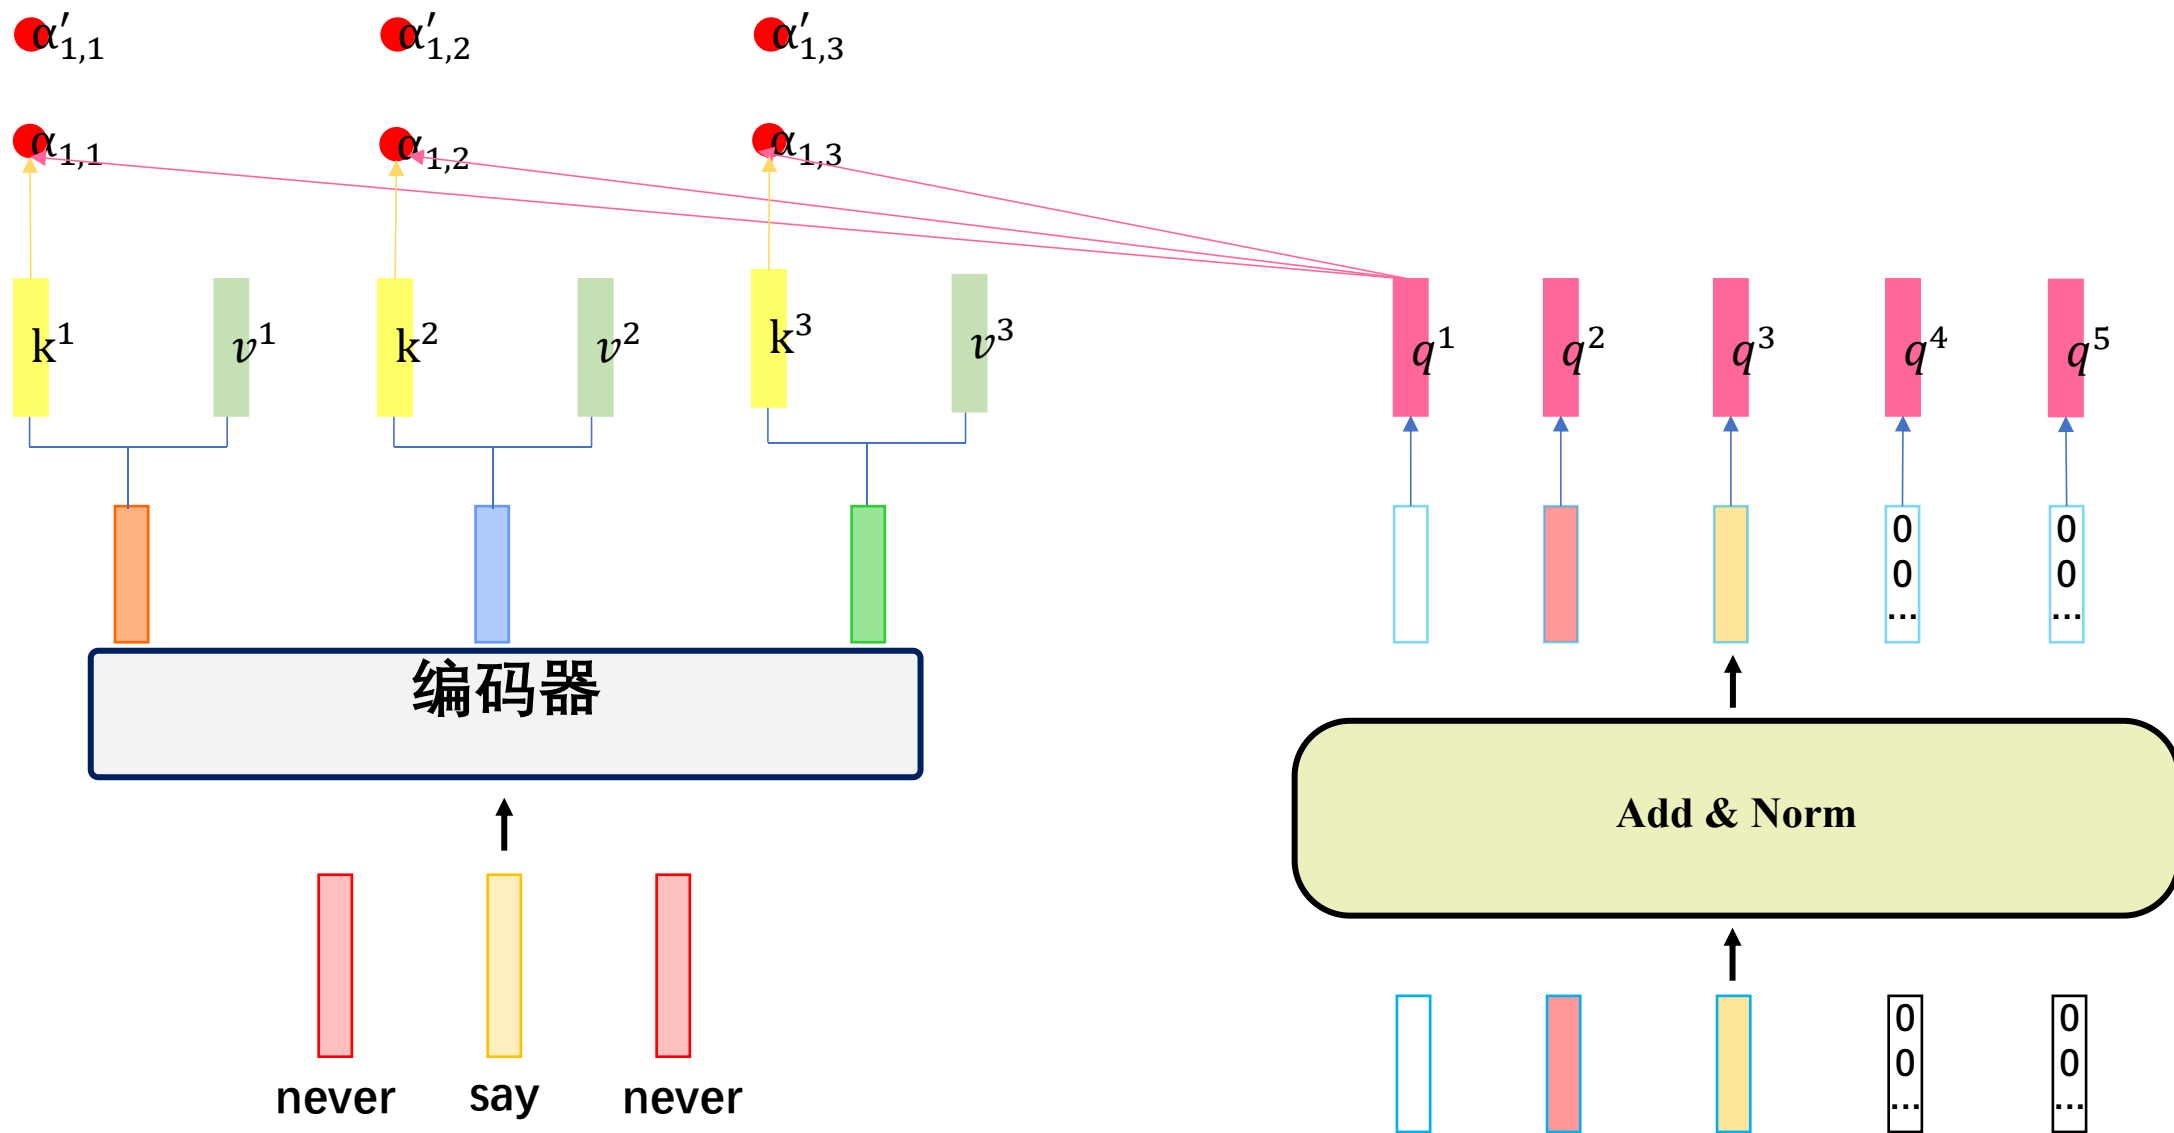 α′1,1 α′1,2 α′1,3
α1,1 α1,2 α1,3
k¹ v¹ k² v² k³ v³ q¹ q² q³ q⁴ q⁵
0 0
0 0
... ...
编码器
Add & Norm
0 0
0 0
... ...
never say never